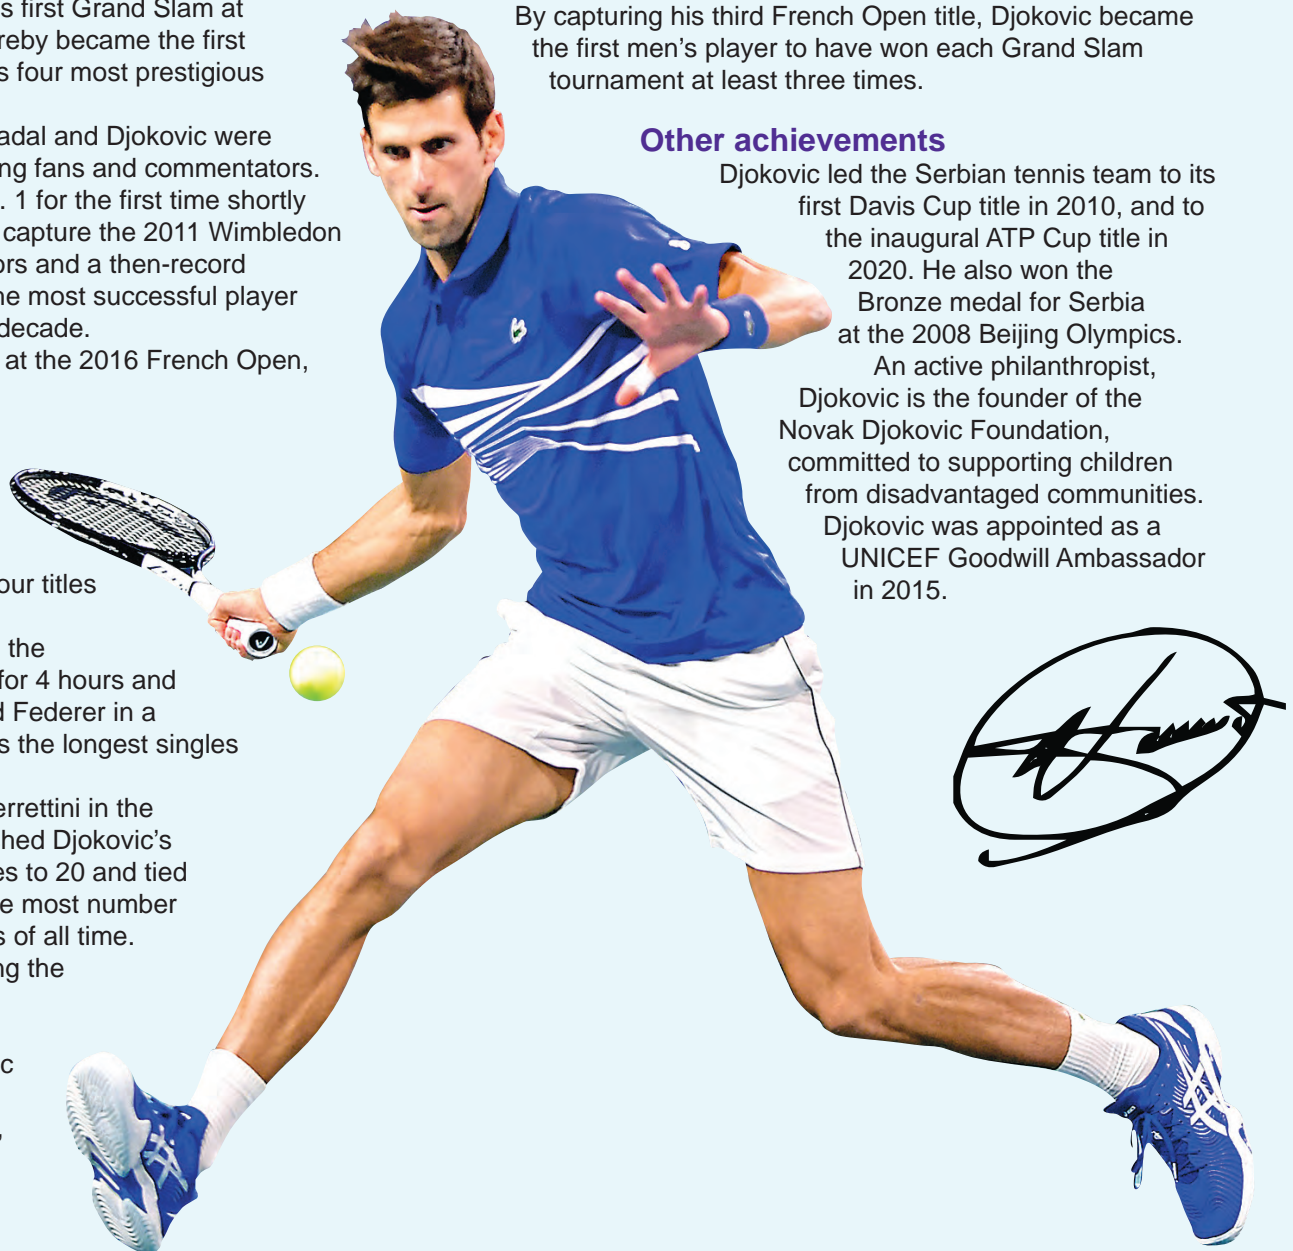 s first Grand Slam at
reby became the first
s four most prestigious
adal and Djokovic were
ng fans and commentators.
. 1 for the first time shortly
capture the 2011 Wimbledon
ors and a then-record
ne most successful player
decade.
at the 2016 French Open,
our titles
the
for 4 hours and
d Federer in a
s the longest singles
errettini in the
hed Djokovic’s
es to 20 and tied
e most number
s of all time.
ng the
c
,
By capturing his third French Open title, Djokovic became
the first men’s player to have won each Grand Slam
tournament at least three times.
Other achievements
Djokovic led the Serbian tennis team to its
first Davis Cup title in 2010, and to
the inaugural ATP Cup title in
2020. He also won the
Bronze medal for Serbia
at the 2008 Beijing Olympics.
An active philanthropist,
Djokovic is the founder of the
Novak Djokovic Foundation,
committed to supporting children
from disadvantaged communities.
Djokovic was appointed as a
UNICEF Goodwill Ambassador
in 2015.